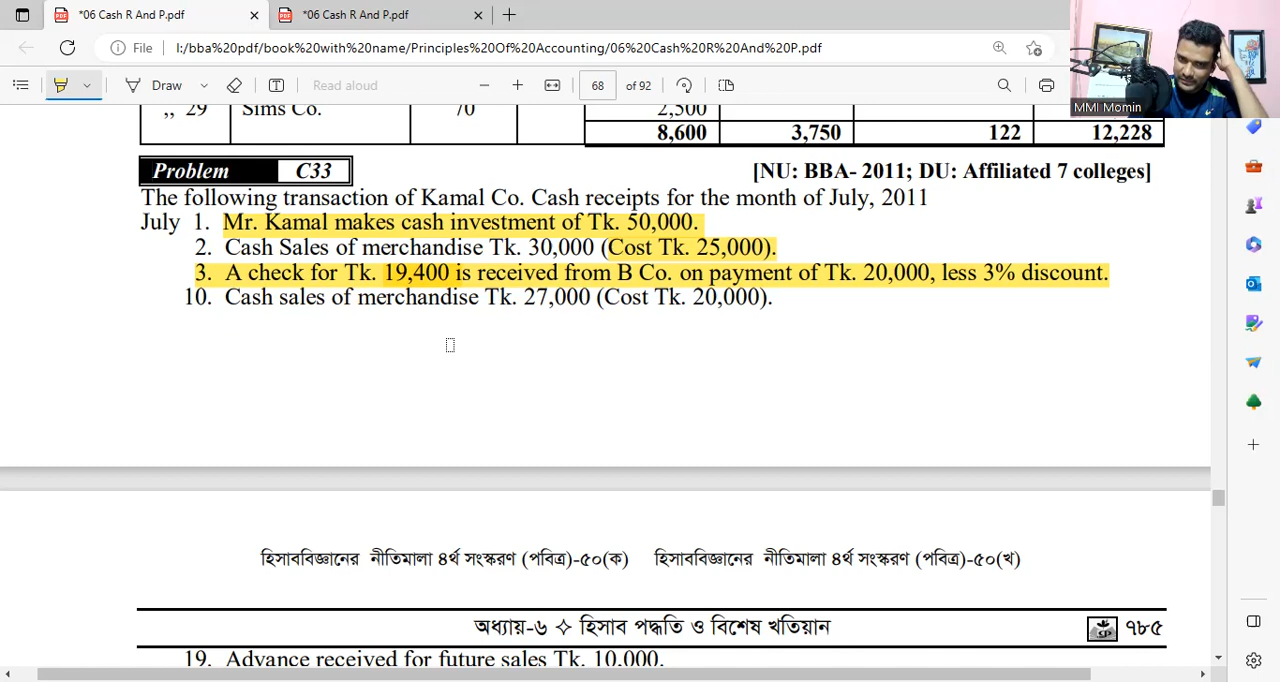 *06 Cash R And P.pdf
*06 Cash R And P.pdf
File
I:/bba%20pdf/book%20with%20name/Principles%20Of%20Accounting/06%20Cash%20R%20And%20P.pdf
Draw
Read aloud
68 of 92
MMI Momin
,, 29 Sims Co. 70 2,500
8,600 3,750 122 12,228
Problem C33 [NU: BBA- 2011; DU: Affiliated 7 colleges]
The following transaction of Kamal Co. Cash receipts for the month of July, 2011
July 1. Mr. Kamal makes cash investment of Tk. 50,000.
2. Cash Sales of merchandise Tk. 30,000 (Cost Tk. 25,000).
3. A check for Tk. 19,400 is received from B Co. on payment of Tk. 20,000, less 3% discount.
10. Cash sales of merchandise Tk. 27,000 (Cost Tk. 20,000).
হিসাববিজ্ঞানের নীতিমালা ৪র্থ সংস্করণ (পবিত্র)-৫০(ক) হিসাববিজ্ঞানের নীতিমালা ৪র্থ সংস্করণ (পবিত্র)-৫০(খ)
অধ্যায়-৬ ✧ হিসাব পদ্ধতি ও বিশেষ খতিয়ান ৭৮৫
19. Advance received for future sales Tk. 10,000.